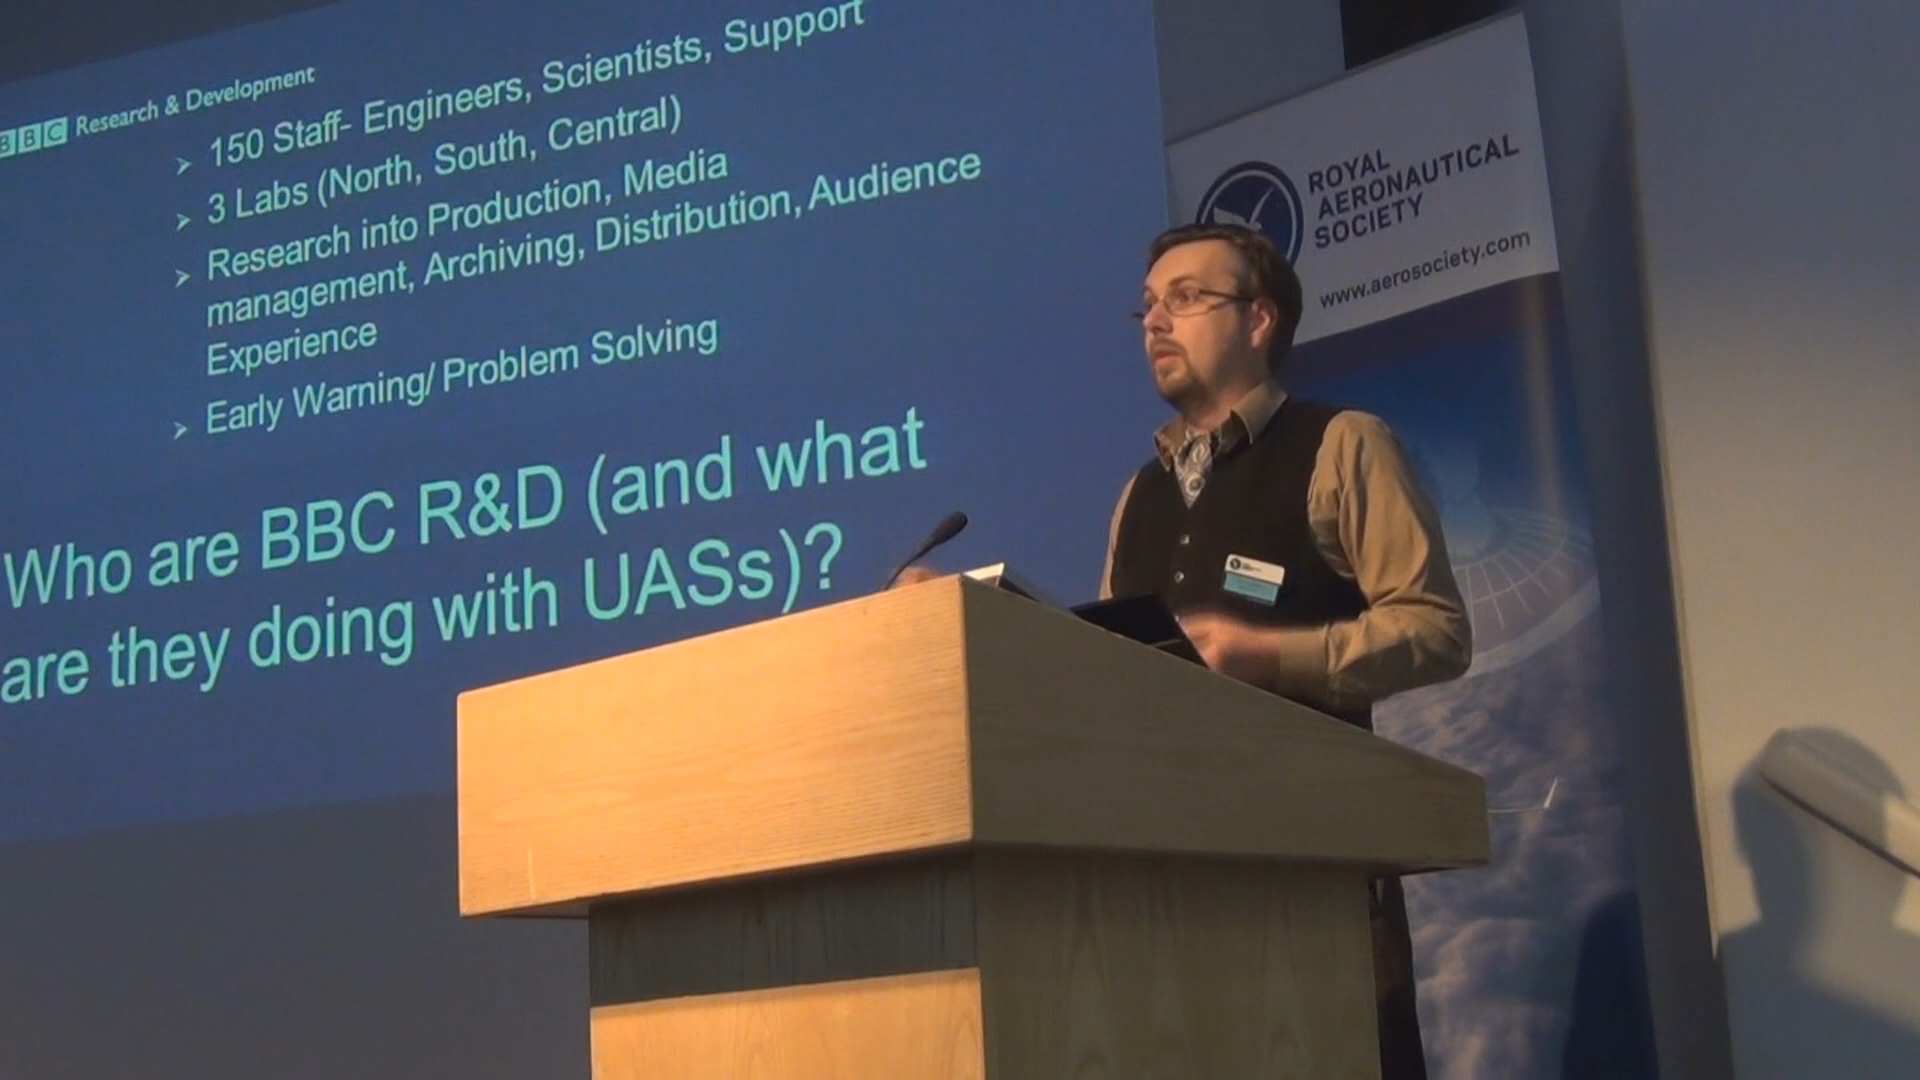 BBC Research & Development
150 Staff- Engineers, Scientists, Support
3 Labs (North, South, Central)
Research into Production, Media
management, Archiving, Distribution, Audience
Experience
Early Warning/ Problem Solving
Who are BBC R&D (and what
are they doing with UASs)?
ROYAL
AERONAUTICAL
SOCIETY
www.aerosociety.com